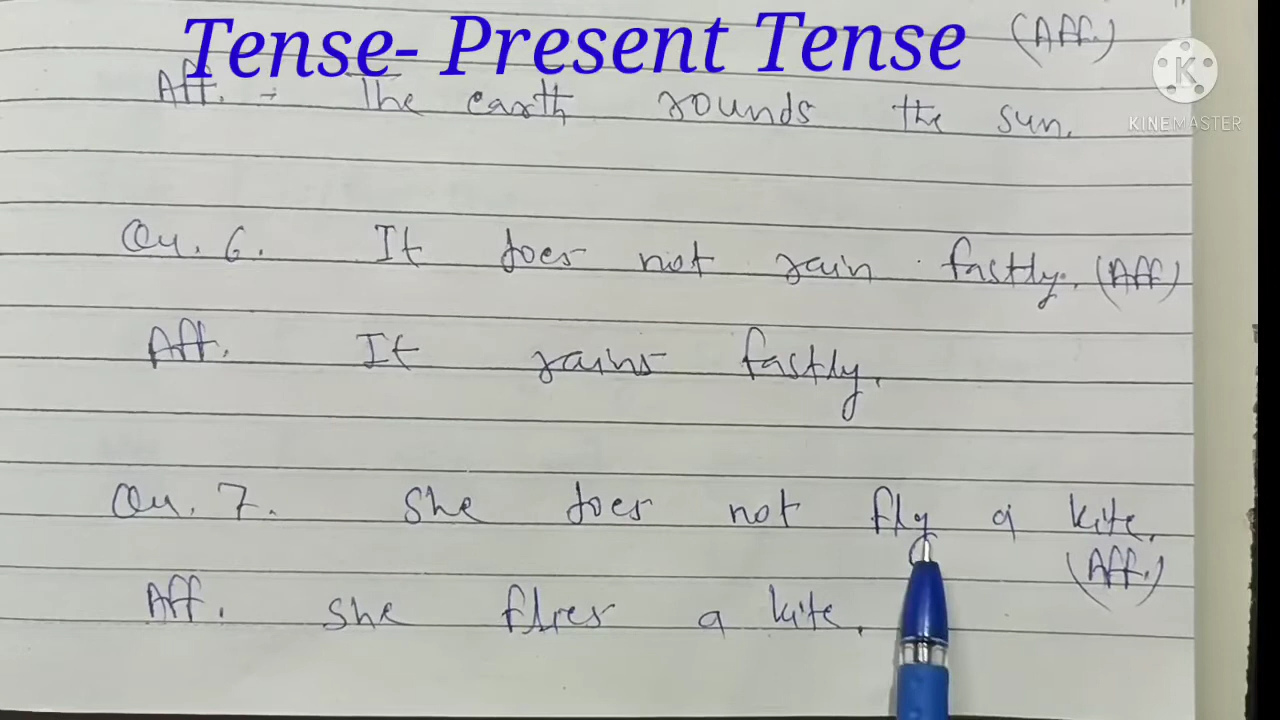 Tense- Present Tense
(Aff.)
Aff. → The earth rounds the sun.
KINEMASTER
Qu. 6. It does not rain fastly. (Aff)
Aff. It rains fastly.
Qu. 7. She does not fly a kite.
(Aff.)
Aff. She flies a kite.